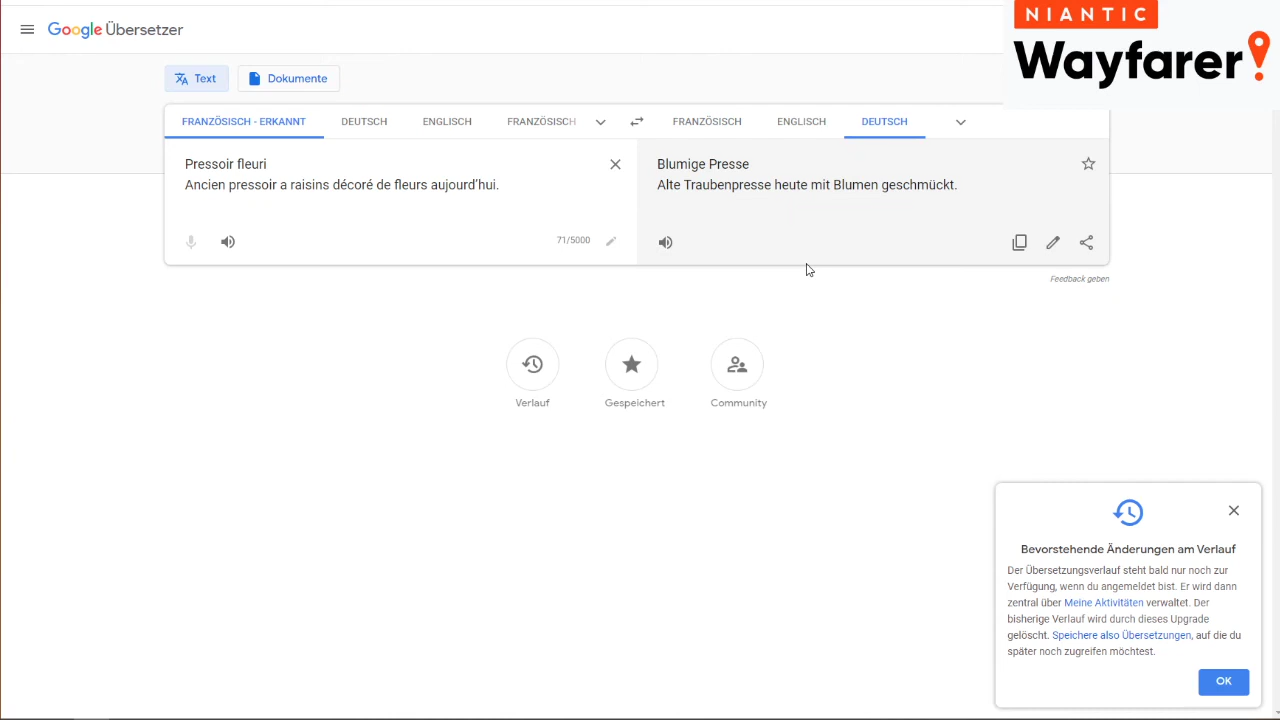 Google Übersetzer
NIANTIC
Wayfarer
Text
Dokumente
FRANZÖSISCH - ERKANNT
DEUTSCH
ENGLISCH
FRANZÖSISCH
FRANZÖSISCH
ENGLISCH
DEUTSCH
Pressoir fleuri
Ancien pressoir a raisins décoré de fleurs aujourd'hui.
71/5000
Blumige Presse
Alte Traubenpresse heute mit Blumen geschmückt.
Feedback geben
Verlauf
Gespeichert
Community
Bevorstehende Änderungen am Verlauf
Der Übersetzungsverlauf steht bald nur noch zur
Verfügung, wenn du angemeldet bist. Er wird dann
zentral über Meine Aktivitäten verwaltet. Der
bisherige Verlauf wird durch dieses Upgrade
gelöscht. Speichere also Übersetzungen, auf die du
später noch zugreifen möchtest.
OK